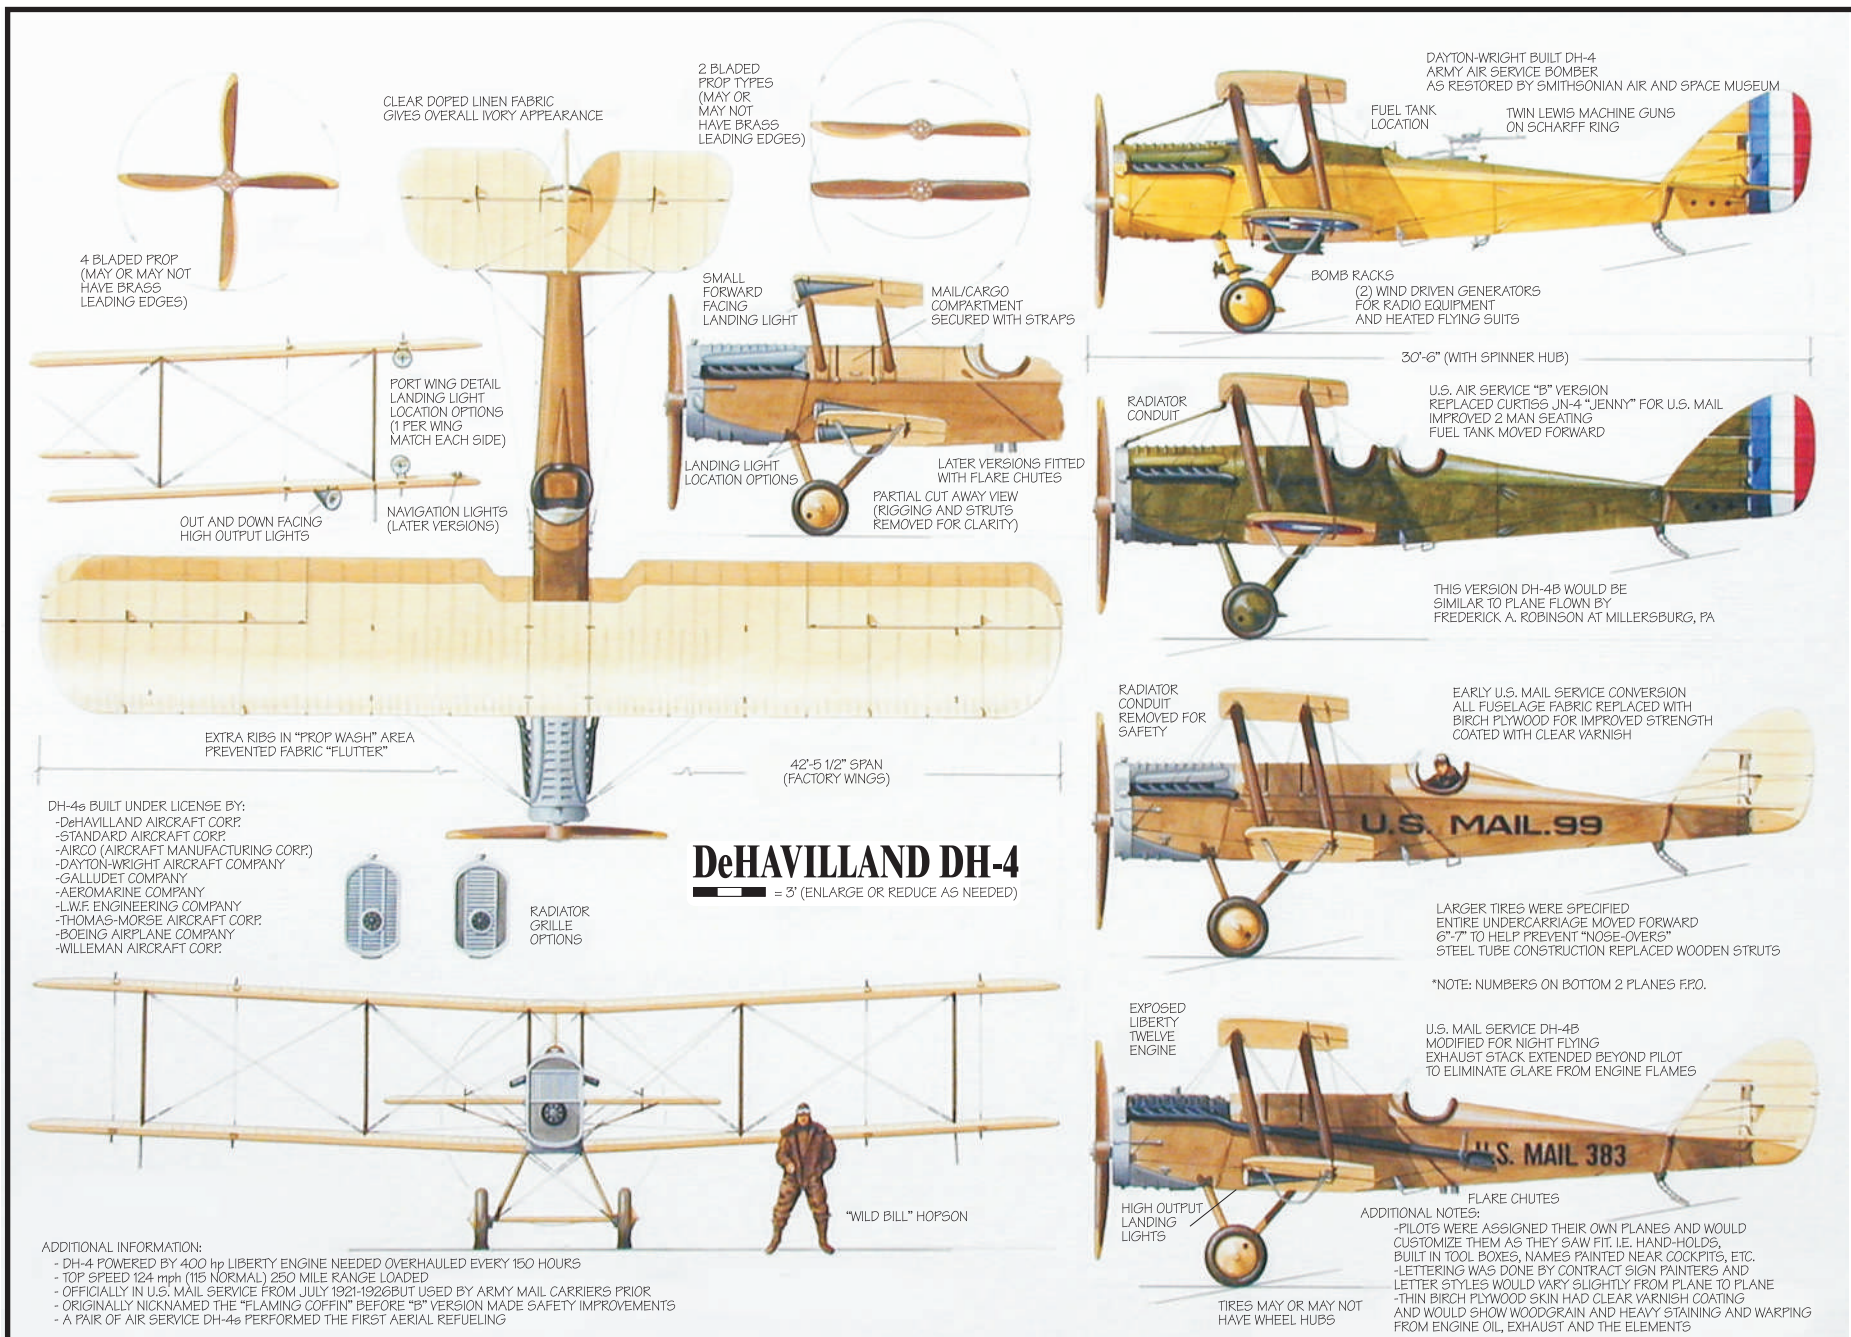 CLEAR DOPED LINEN FABRIC
GIVES OVERALL IVORY APPEARANCE
2 BLADED
PROP TYPES
(MAY OR
MAY NOT
HAVE BRASS
LEADING EDGES)
4 BLADED PROP
(MAY OR MAY NOT
HAVE BRASS
LEADING EDGES)
SMALL
FORWARD
FACING
LANDING LIGHT
MAIL/CARGO
COMPARTMENT
SECURED WITH STRAPS
PORT WING DETAIL
LANDING LIGHT
LOCATION OPTIONS
(1 PER WING
MATCH EACH SIDE)
LANDING LIGHT
LOCATION OPTIONS
LATER VERSIONS FITTED
WITH FLARE CHUTES
PARTIAL CUT AWAY VIEW
(RIGGING AND STRUTS
REMOVED FOR CLARITY)
OUT AND DOWN FACING
HIGH OUTPUT LIGHTS
NAVIGATION LIGHTS
(LATER VERSIONS)
EXTRA RIBS IN "PROP WASH" AREA
PREVENTED FABRIC "FLUTTER"
42'-5 1/2" SPAN
(FACTORY WINGS)
DH-4s BUILT UNDER LICENSE BY:
-DeHAVILLAND AIRCRAFT CORP.
-STANDARD AIRCRAFT CORP.
-AIRCO (AIRCRAFT MANUFACTURING CORP.)
-DAYTON-WRIGHT AIRCRAFT COMPANY
-GALLUDET COMPANY
-AEROMARINE COMPANY
-L.W.F. ENGINEERING COMPANY
-THOMAS-MORSE AIRCRAFT CORP.
-BOEING AIRPLANE COMPANY
-WILLEMAN AIRCRAFT CORP.
RADIATOR
GRILLE
OPTIONS
DeHAVILLAND DH-4
= 3' (ENLARGE OR REDUCE AS NEEDED)
"WILD BILL" HOPSON
ADDITIONAL INFORMATION:
- DH-4 POWERED BY 400 hp LIBERTY ENGINE NEEDED OVERHAULED EVERY 150 HOURS
- TOP SPEED 124 mph (115 NORMAL) 250 MILE RANGE LOADED
- OFFICIALLY IN U.S. MAIL SERVICE FROM JULY 1921-1926BUT USED BY ARMY MAIL CARRIERS PRIOR
- ORIGINALLY NICKNAMED THE "FLAMING COFFIN" BEFORE "B" VERSION MADE SAFETY IMPROVEMENTS
- A PAIR OF AIR SERVICE DH-4s PERFORMED THE FIRST AERIAL REFUELING
DAYTON-WRIGHT BUILT DH-4
ARMY AIR SERVICE BOMBER
AS RESTORED BY SMITHSONIAN AIR AND SPACE MUSEUM
FUEL TANK
LOCATION
TWIN LEWIS MACHINE GUNS
ON SCHARFF RING
BOMB RACKS
(2) WIND DRIVEN GENERATORS
FOR RADIO EQUIPMENT
AND HEATED FLYING SUITS
30'-6" (WITH SPINNER HUB)
RADIATOR
CONDUIT
U.S. AIR SERVICE "B" VERSION
REPLACED CURTISS JN-4 "JENNY" FOR U.S. MAIL
IMPROVED 2 MAN SEATING
FUEL TANK MOVED FORWARD
THIS VERSION DH-4B WOULD BE
SIMILAR TO PLANE FLOWN BY
FREDERICK A. ROBINSON AT MILLERSBURG, PA
RADIATOR
CONDUIT
REMOVED FOR
SAFETY
EARLY U.S. MAIL SERVICE CONVERSION
ALL FUSELAGE FABRIC REPLACED WITH
BIRCH PLYWOOD FOR IMPROVED STRENGTH
COATED WITH CLEAR VARNISH
U.S. MAIL.99
LARGER TIRES WERE SPECIFIED
ENTIRE UNDERCARRIAGE MOVED FORWARD
6"-7" TO HELP PREVENT "NOSE-OVERS"
STEEL TUBE CONSTRUCTION REPLACED WOODEN STRUTS
*NOTE: NUMBERS ON BOTTOM 2 PLANES F.P.O.
EXPOSED
LIBERTY
TWELVE
ENGINE
U.S. MAIL SERVICE DH-4B
MODIFIED FOR NIGHT FLYING
EXHAUST STACK EXTENDED BEYOND PILOT
TO ELIMINATE GLARE FROM ENGINE FLAMES
U.S. MAIL 383
HIGH OUTPUT
LANDING
LIGHTS
FLARE CHUTES
TIRES MAY OR MAY NOT
HAVE WHEEL HUBS
ADDITIONAL NOTES:
-PILOTS WERE ASSIGNED THEIR OWN PLANES AND WOULD
CUSTOMIZE THEM AS THEY SAW FIT. I.E. HAND-HOLDS,
BUILT IN TOOL BOXES, NAMES PAINTED NEAR COCKPITS, ETC.
-LETTERING WAS DONE BY CONTRACT SIGN PAINTERS AND
LETTER STYLES WOULD VARY SLIGHTLY FROM PLANE TO PLANE
-THIN BIRCH PLYWOOD SKIN HAD CLEAR VARNISH COATING
AND WOULD SHOW WOODGRAIN AND HEAVY STAINING AND WARPING
FROM ENGINE OIL, EXHAUST AND THE ELEMENTS